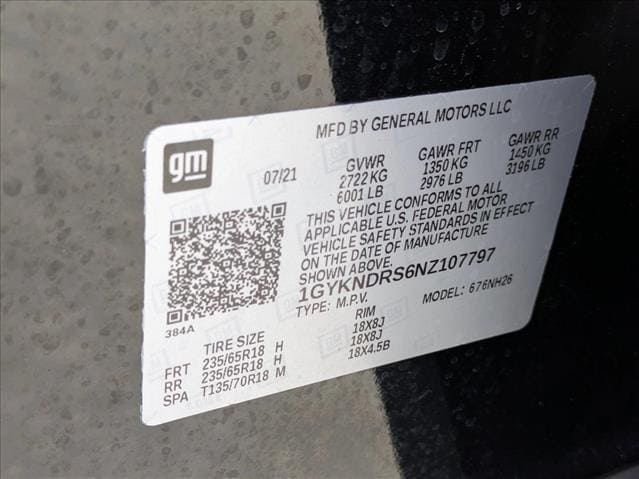 MFD BY GENERAL MOTORS LLC
gm
07/21
GVWR GAWR FRT GAWR RR
2722 KG 1350 KG 1450 KG
6001 LB 2976 LB 3196 LB
THIS VEHICLE CONFORMS TO ALL
APPLICABLE U.S. FEDERAL MOTOR
VEHICLE SAFETY STANDARDS IN EFFECT
ON THE DATE OF MANUFACTURE
SHOWN ABOVE.
1GYKNDRS6NZ107797
TYPE: M.P.V. MODEL: 676NH26
384A
TIRE SIZE RIM
FRT 235/65R18 H 18X8J
RR 235/65R18 H 18X8J
SPA T135/70R18 M 18X4.5B